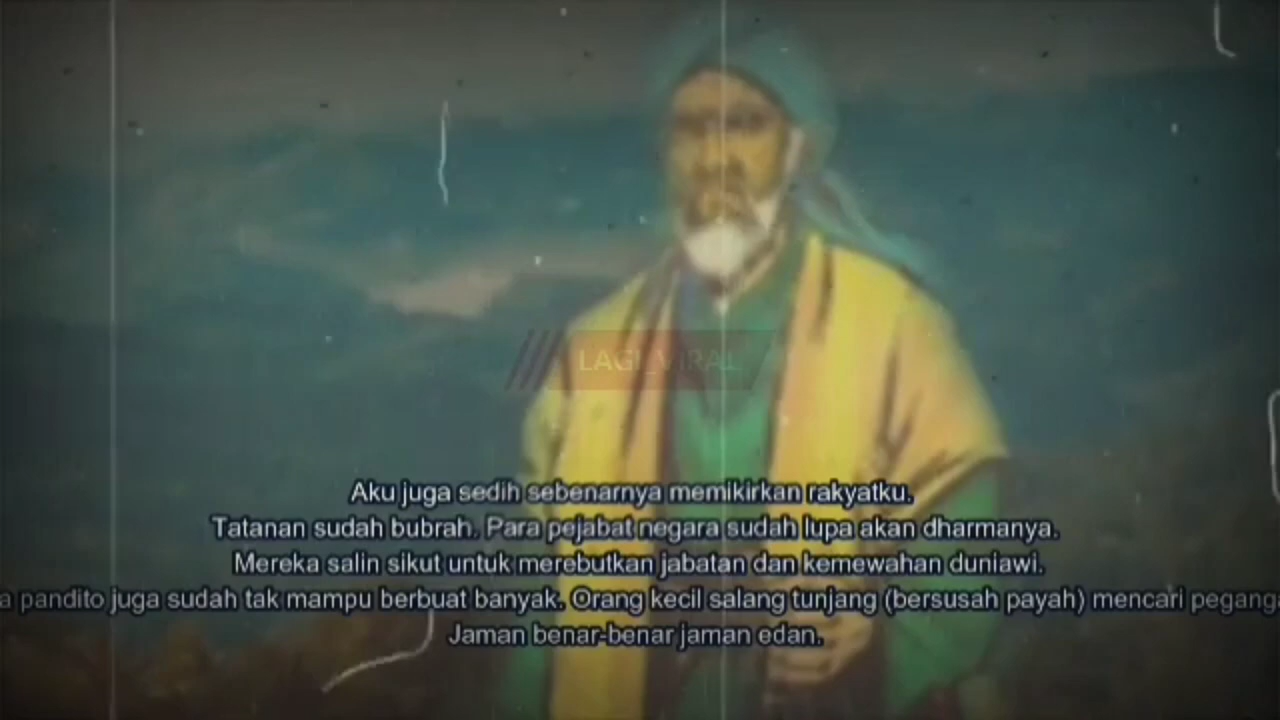 LAGI_VIRAL
Aku juga sedih sebenarnya memikirkan rakyatku.
Tatanan sudah bubrah. Para pejabat negara sudah lupa akan dharmanya.
Mereka salin sikut untuk merebutkan jabatan dan kemewahan duniawi.
a pandito juga sudah tak mampu berbuat banyak. Orang kecil salang tunjang (bersusah payah) mencari pegang
Jaman benar-benar jaman edan.